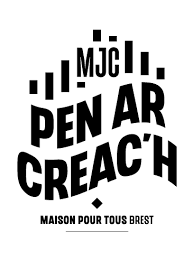 MJC
PEN AR
CREAC'H
MAISON POUR TOUS BREST